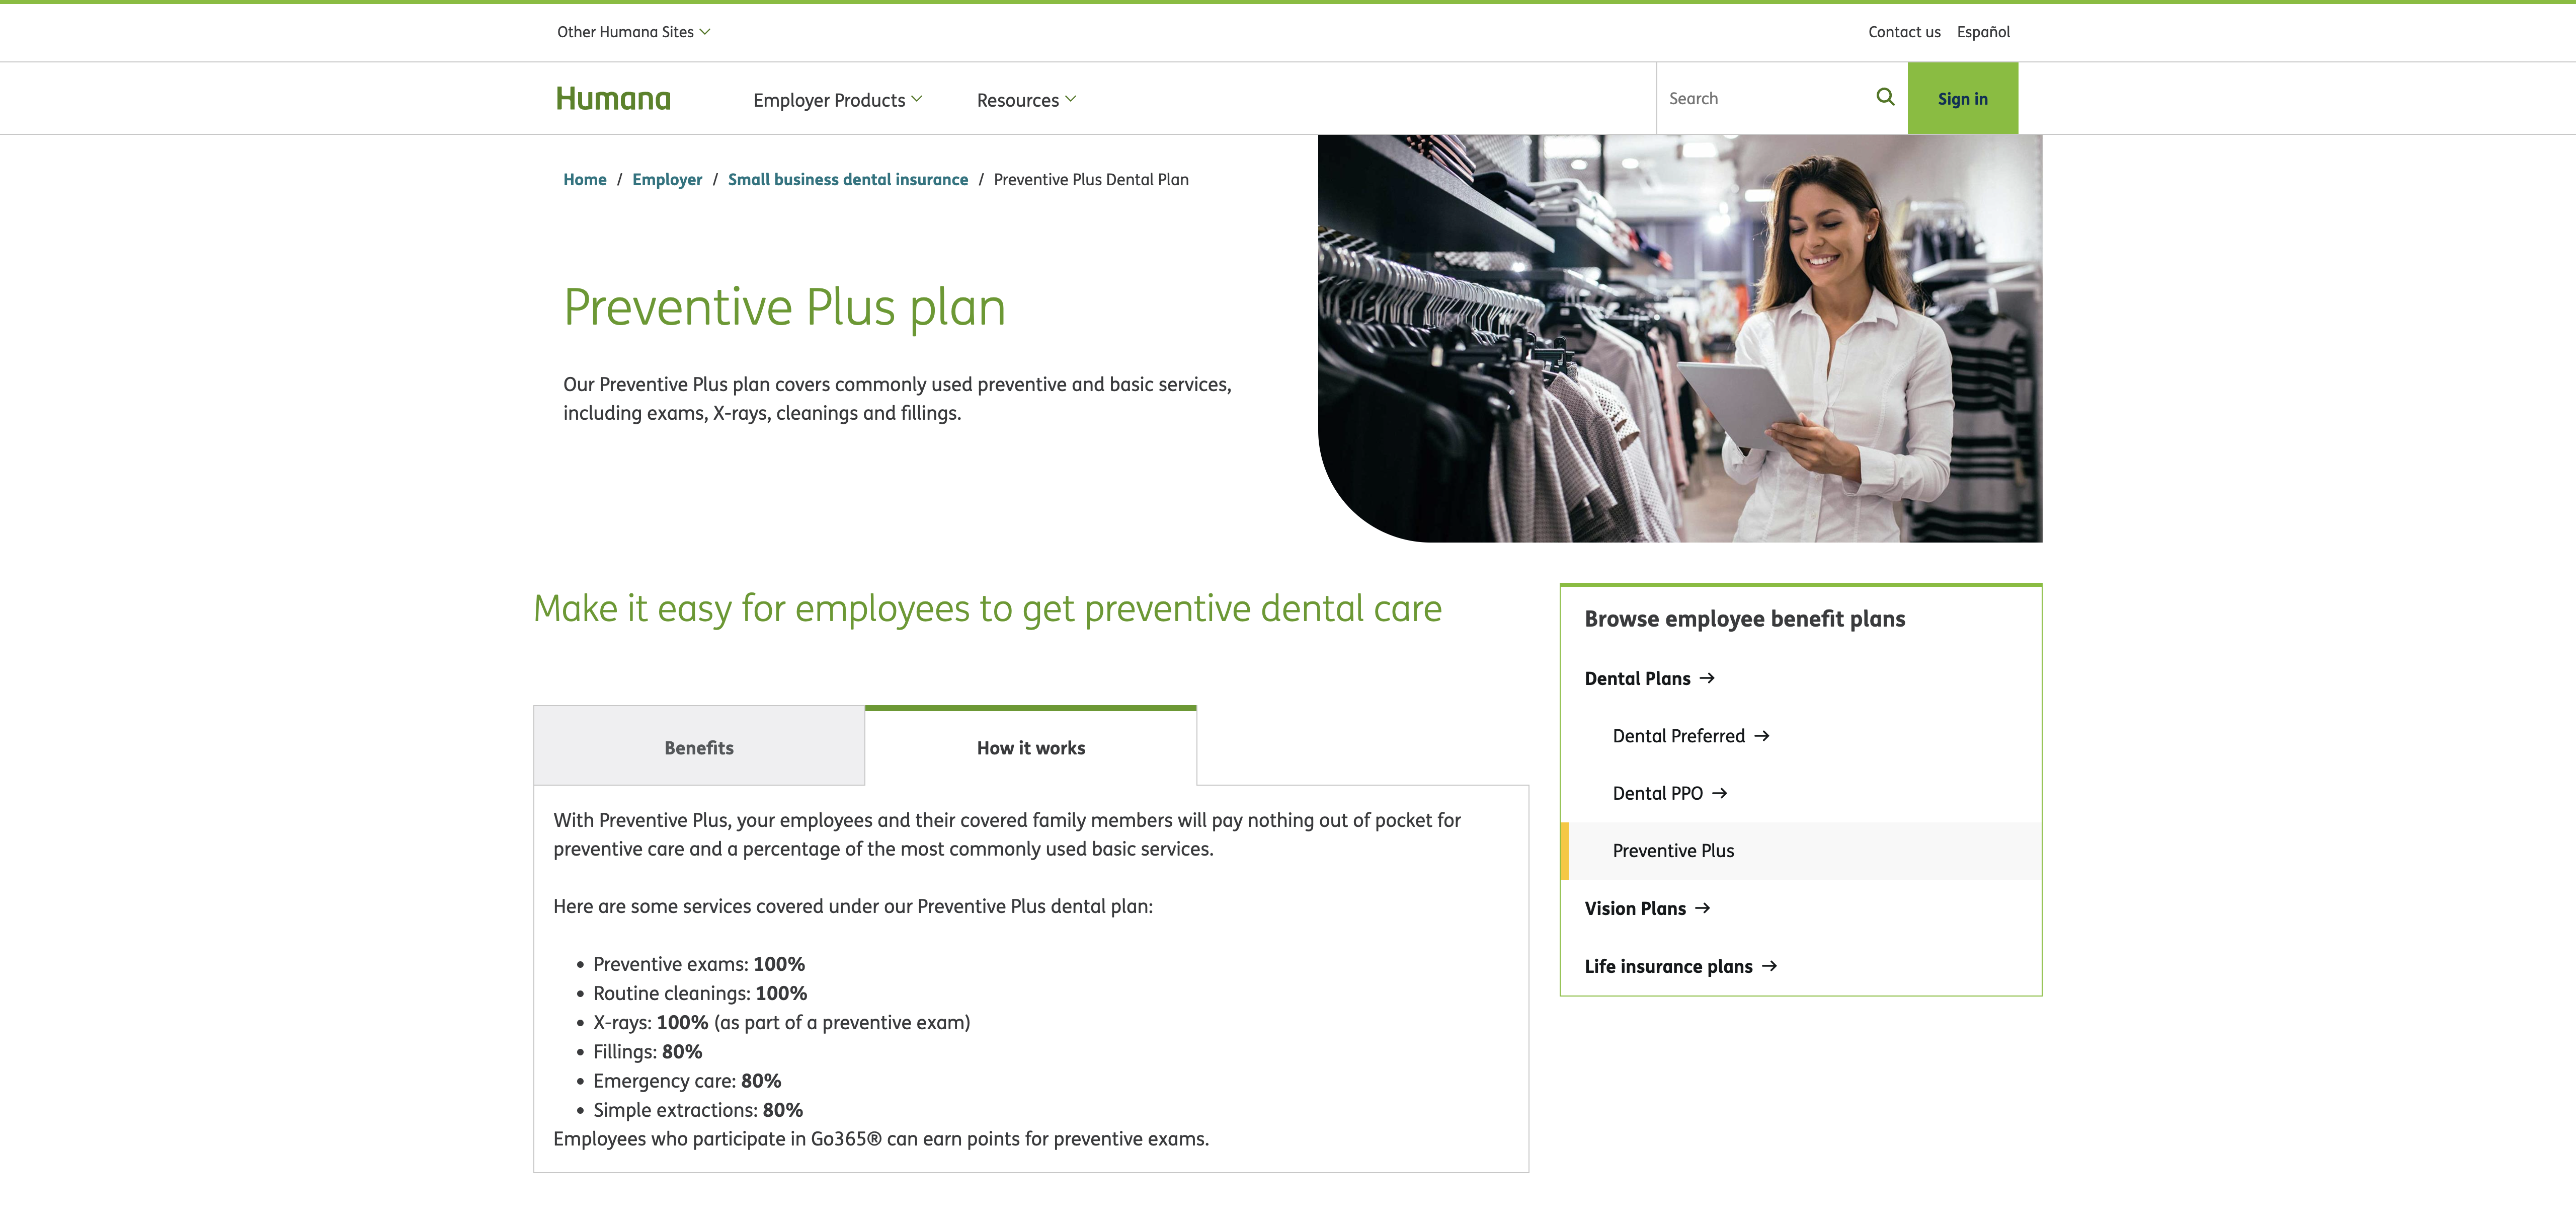 Other Humana Sites
Contact us Español
Humana
Employer Products
Resources
Search
Sign in
Home / Employer / Small business dental insurance / Preventive Plus Dental Plan
Preventive Plus plan
Our Preventive Plus plan covers commonly used preventive and basic services,
including exams, X-rays, cleanings and fillings.
Make it easy for employees to get preventive dental care
Benefits
How it works
With Preventive Plus, your employees and their covered family members will pay nothing out of pocket for
preventive care and a percentage of the most commonly used basic services.
Here are some services covered under our Preventive Plus dental plan:
• Preventive exams: 100%
• Routine cleanings: 100%
• X-rays: 100% (as part of a preventive exam)
• Fillings: 80%
• Emergency care: 80%
• Simple extractions: 80%
Employees who participate in Go365® can earn points for preventive exams.
Browse employee benefit plans
Dental Plans →
Dental Preferred →
Dental PPO →
Preventive Plus
Vision Plans →
Life insurance plans →